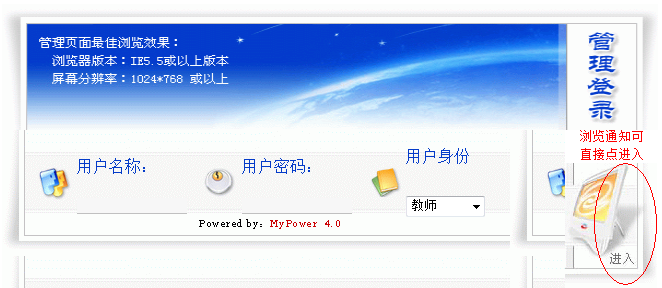 管理页面最佳浏览效果：
浏览器版本：IE5.5或以上版本
屏幕分辨率：1024*768 或以上
管理登录
浏览通知可
直接点进入
用户名称：
用户密码：
用户身份
教师
Powered by：MyPower 4.0
进入